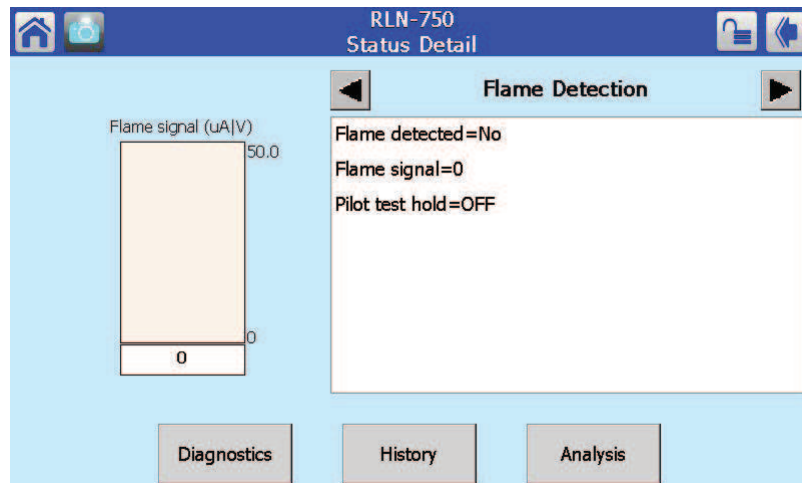 RLN-750
Status Detail
Flame Detection
Flame signal (uA|V)
50.0
0
0
Flame detected=No
Flame signal=0
Pilot test hold=OFF
Diagnostics
History
Analysis